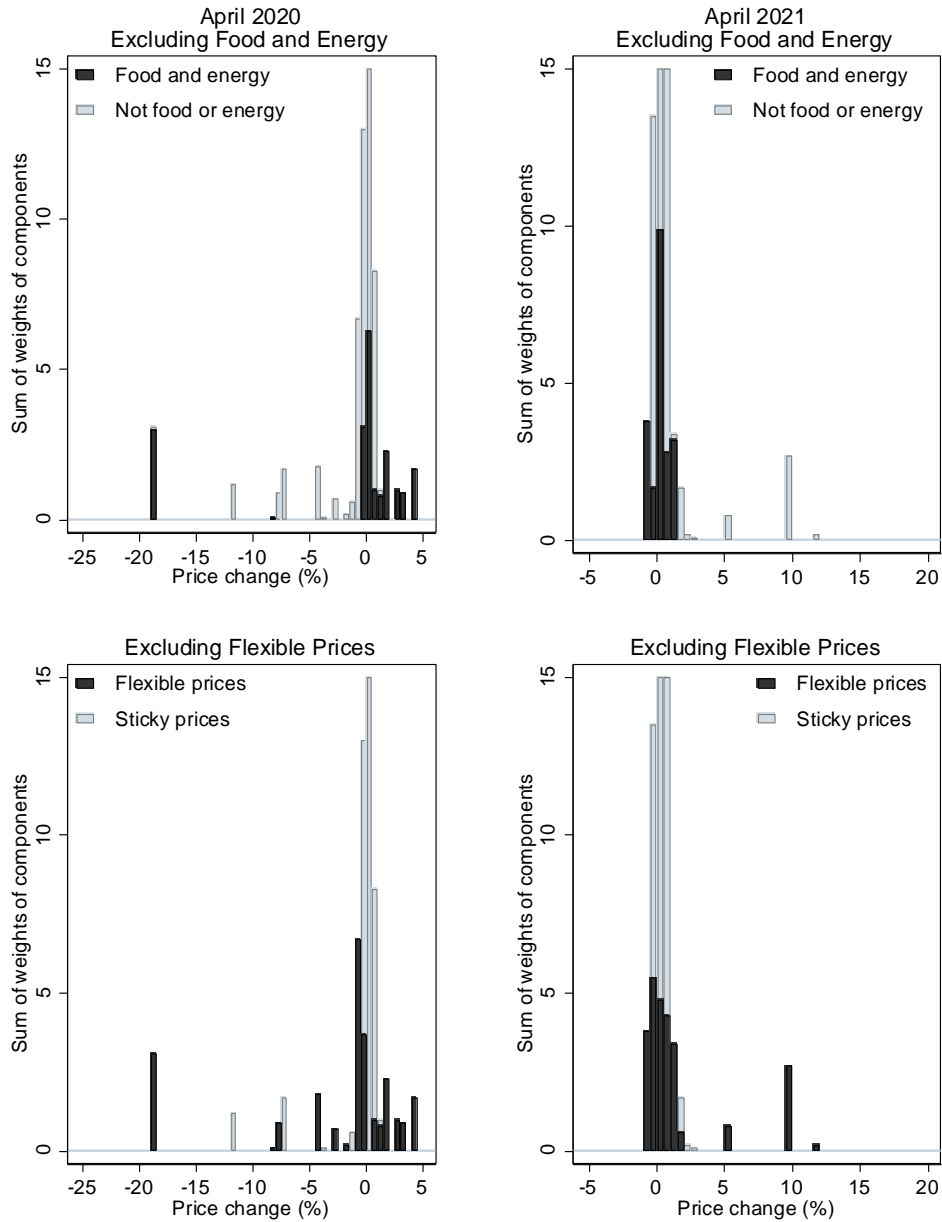 April 2020
Excluding Food and Energy
Food and energy
Not food or energy
Sum of weights of components
15
10
5
0
-25 -20 -15 -10 -5 0 5
Price change (%)
April 2021
Excluding Food and Energy
Food and energy
Not food or energy
Sum of weights of components
15
10
5
0
-5 0 5 10 15 20
Excluding Flexible Prices
Flexible prices
Sticky prices
Sum of weights of components
15
10
5
0
-25 -20 -15 -10 -5 0 5
Price change (%)
Excluding Flexible Prices
Flexible prices
Sticky prices
Sum of weights of components
15
10
5
0
-5 0 5 10 15 20
Price change (%)